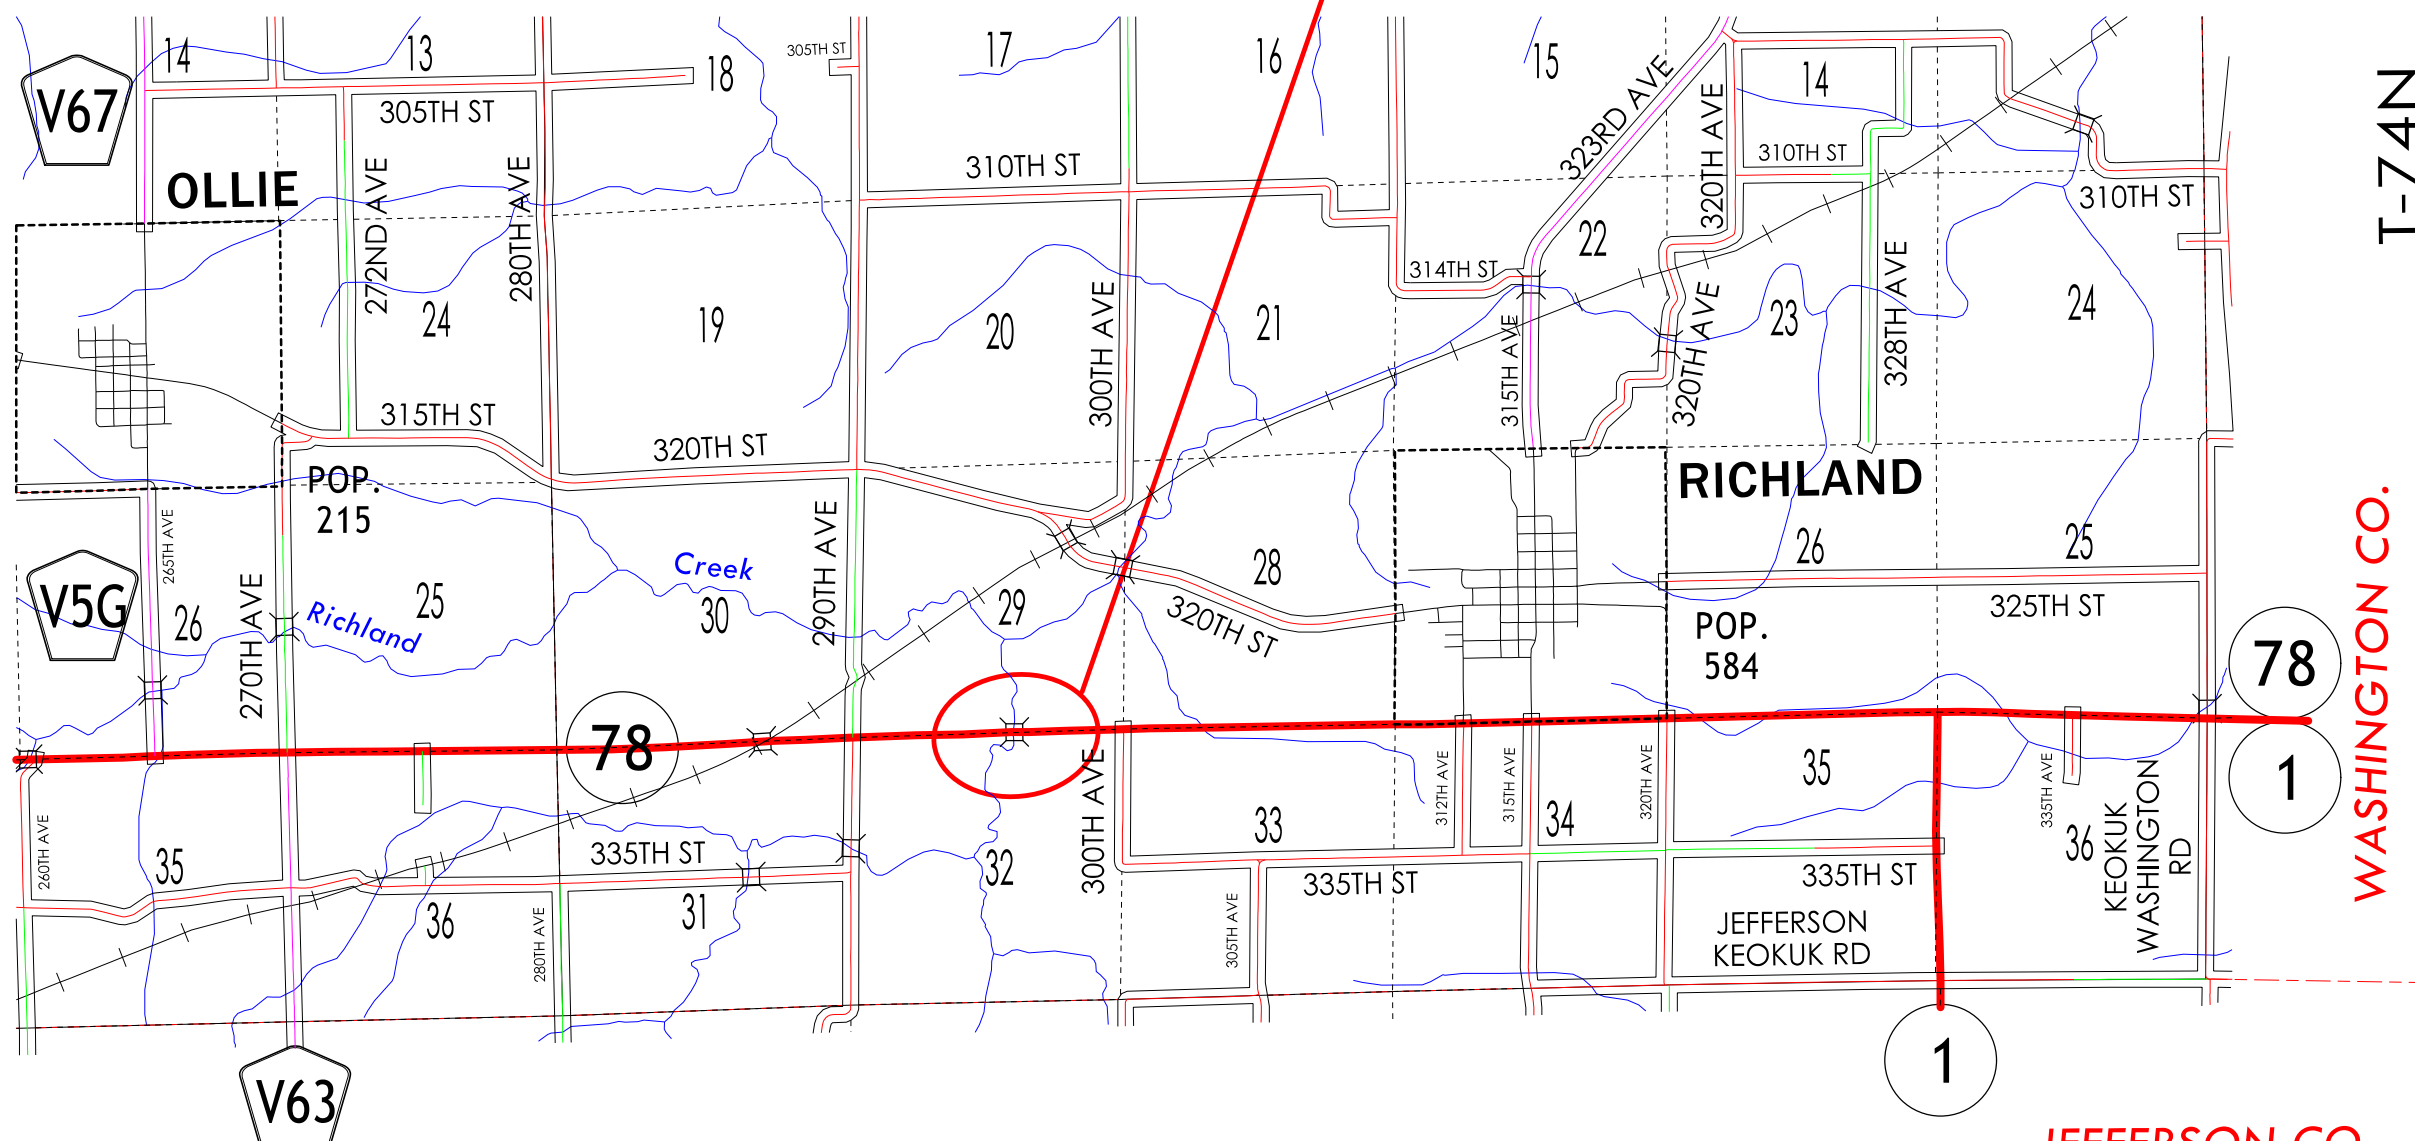 14
13
18
305TH ST
17
16
15
323RD AVE
320TH AVE
14
T-74N
V67
305TH ST
310TH ST
310TH ST
310TH ST
OLLIE
272ND AVE
280TH AVE
22
314TH ST
24
19
20
300TH AVE
21
315TH AVE
320TH AVE
23
328TH AVE
24
315TH ST
320TH ST
RICHLAND
POP.
215
265TH AVE
290TH AVE
Creek
28
26
25
V5G
26
270TH AVE
Richland
25
30
29
320TH ST
325TH ST
POP.
584
WASHINGTON CO.
78
78
1
300TH AVE
312TH AVE
315TH AVE
320TH AVE
35
335TH AVE
KEOKUK
WASHINGTON
RD
260TH AVE
35
335TH ST
32
33
34
36
335TH ST
335TH ST
36
280TH AVE
31
305TH AVE
JEFFERSON
KEOKUK RD
V63
1
JEFFERSON CO.